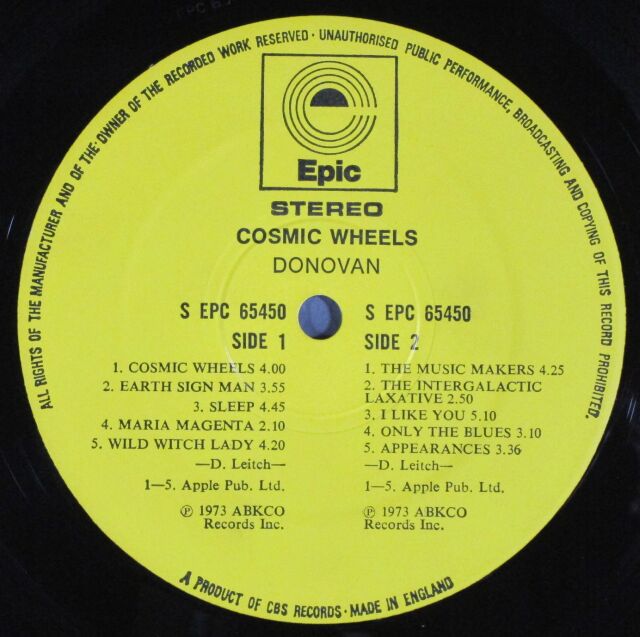 ALL RIGHTS OF THE MANUFACTURER AND OF THE OWNER OF THE RECORDED WORK RESERVED · UNAUTHORISED PUBLIC PERFORMANCE, BROADCASTING AND COPYING OF THIS RECORD PROHIBITED.
Epic
STEREO
COSMIC WHEELS
DONOVAN
S EPC 65450
SIDE 1
1. COSMIC WHEELS 4.00
2. EARTH SIGN MAN 3.55
3. SLEEP 4.45
4. MARIA MAGENTA 2.10
5. WILD WITCH LADY 4.20
—D. Leitch—
1—5. Apple Pub. Ltd.
℗ 1973 ABKCO
Records Inc.
S EPC 65450
SIDE 2
1. THE MUSIC MAKERS 4.25
2. THE INTERGALACTIC
LAXATIVE 2.50
3. I LIKE YOU 5.10
4. ONLY THE BLUES 3.10
5. APPEARANCES 3.36
—D. Leitch—
1—5. Apple Pub. Ltd.
℗ 1973 ABKCO
Records Inc.
A PRODUCT OF CBS RECORDS · MADE IN ENGLAND